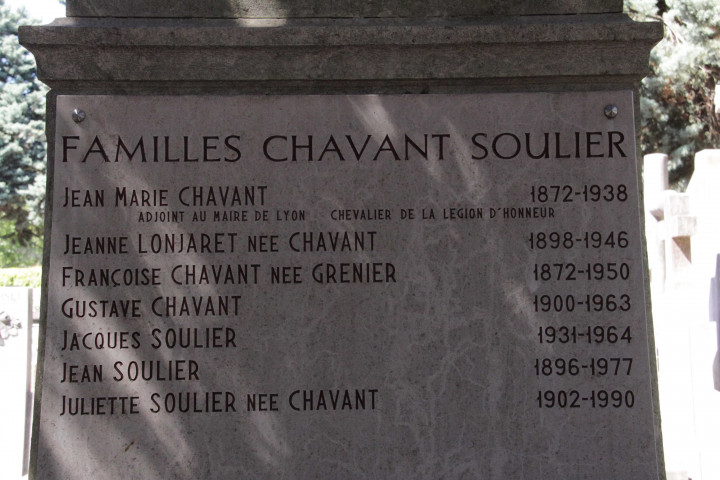 FAMILLES CHAVANT SOULIER
JEAN MARIE CHAVANT 1872-1938
ADJOINT AU MAIRE DE LYON CHEVALIER DE LA LEGION D'HONNEUR
JEANNE LONJARET NÉE CHAVANT 1898-1946
FRANÇOISE CHAVANT NEE GRENIER 1872-1950
GUSTAVE CHAVANT 1900-1963
JACQUES SOULIER 1931-1964
JEAN SOULIER 1896-1977
JULIETTE SOULIER NEE CHAVANT 1902-1990